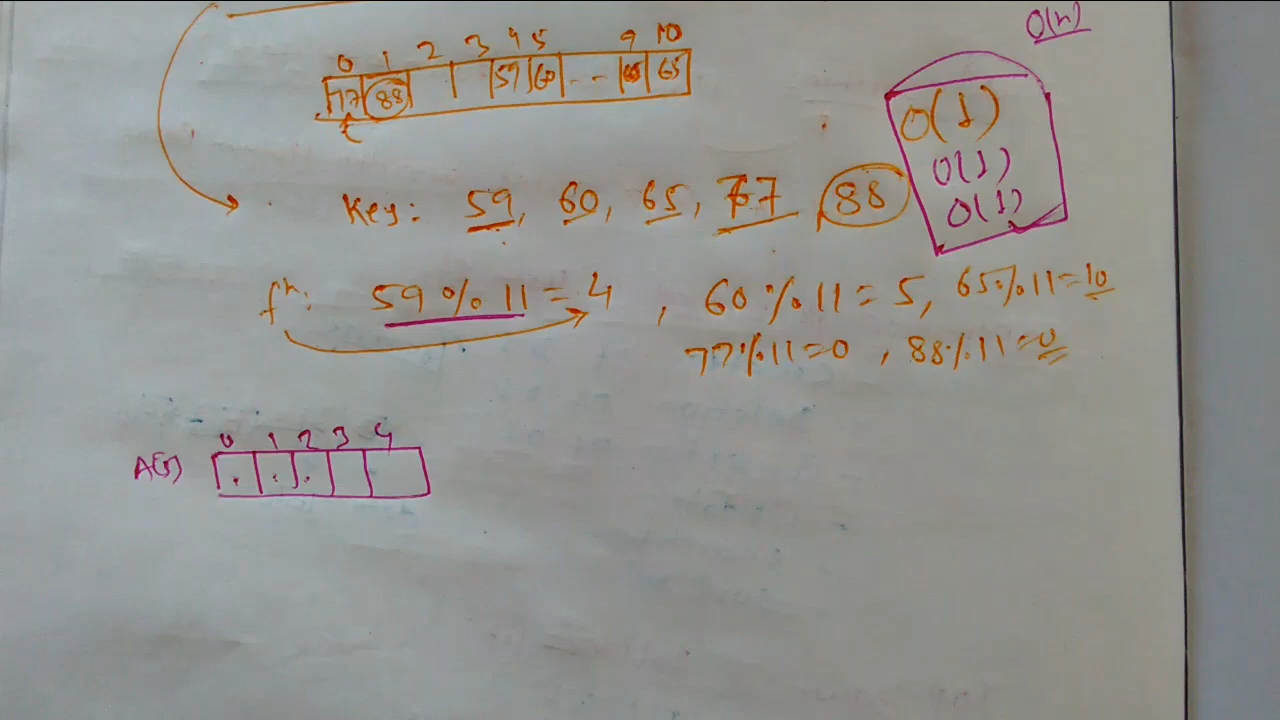 O(n)
0 1 2 3 4 5 9 10
77 88 59 60 - - 65
O(1)
O(1)
O(1)
Key: 59, 60, 65, 77, 88
fⁿ: 59 % 11 = 4 , 60 % 11 = 5, 65 % 11 = 10
77 % 11 = 0 , 88 % 11 = 0
0 1 2 3 4